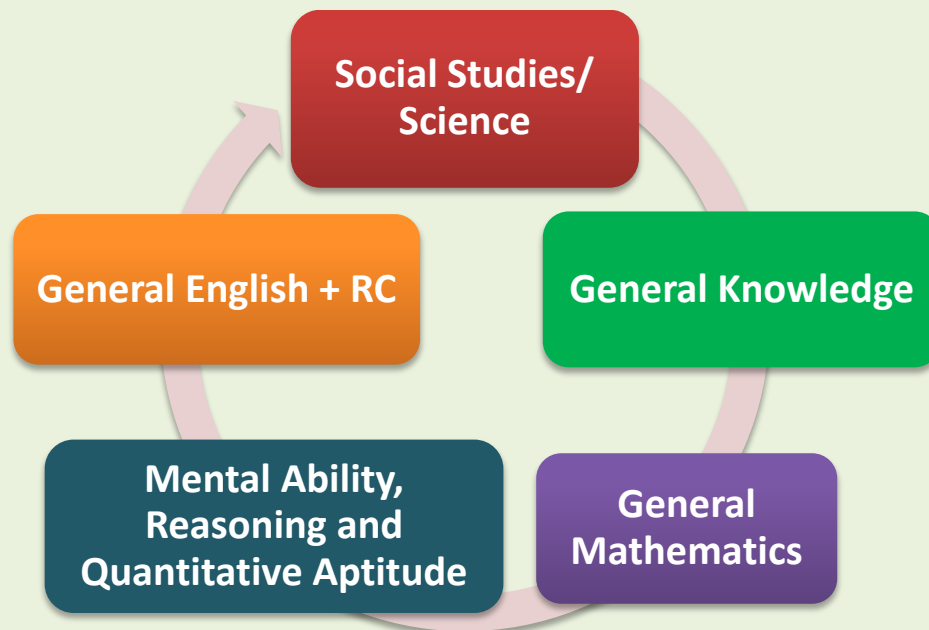 Social Studies/
Science
General Knowledge
General
Mathematics
Mental Ability,
Reasoning and
Quantitative Aptitude
General English + RC